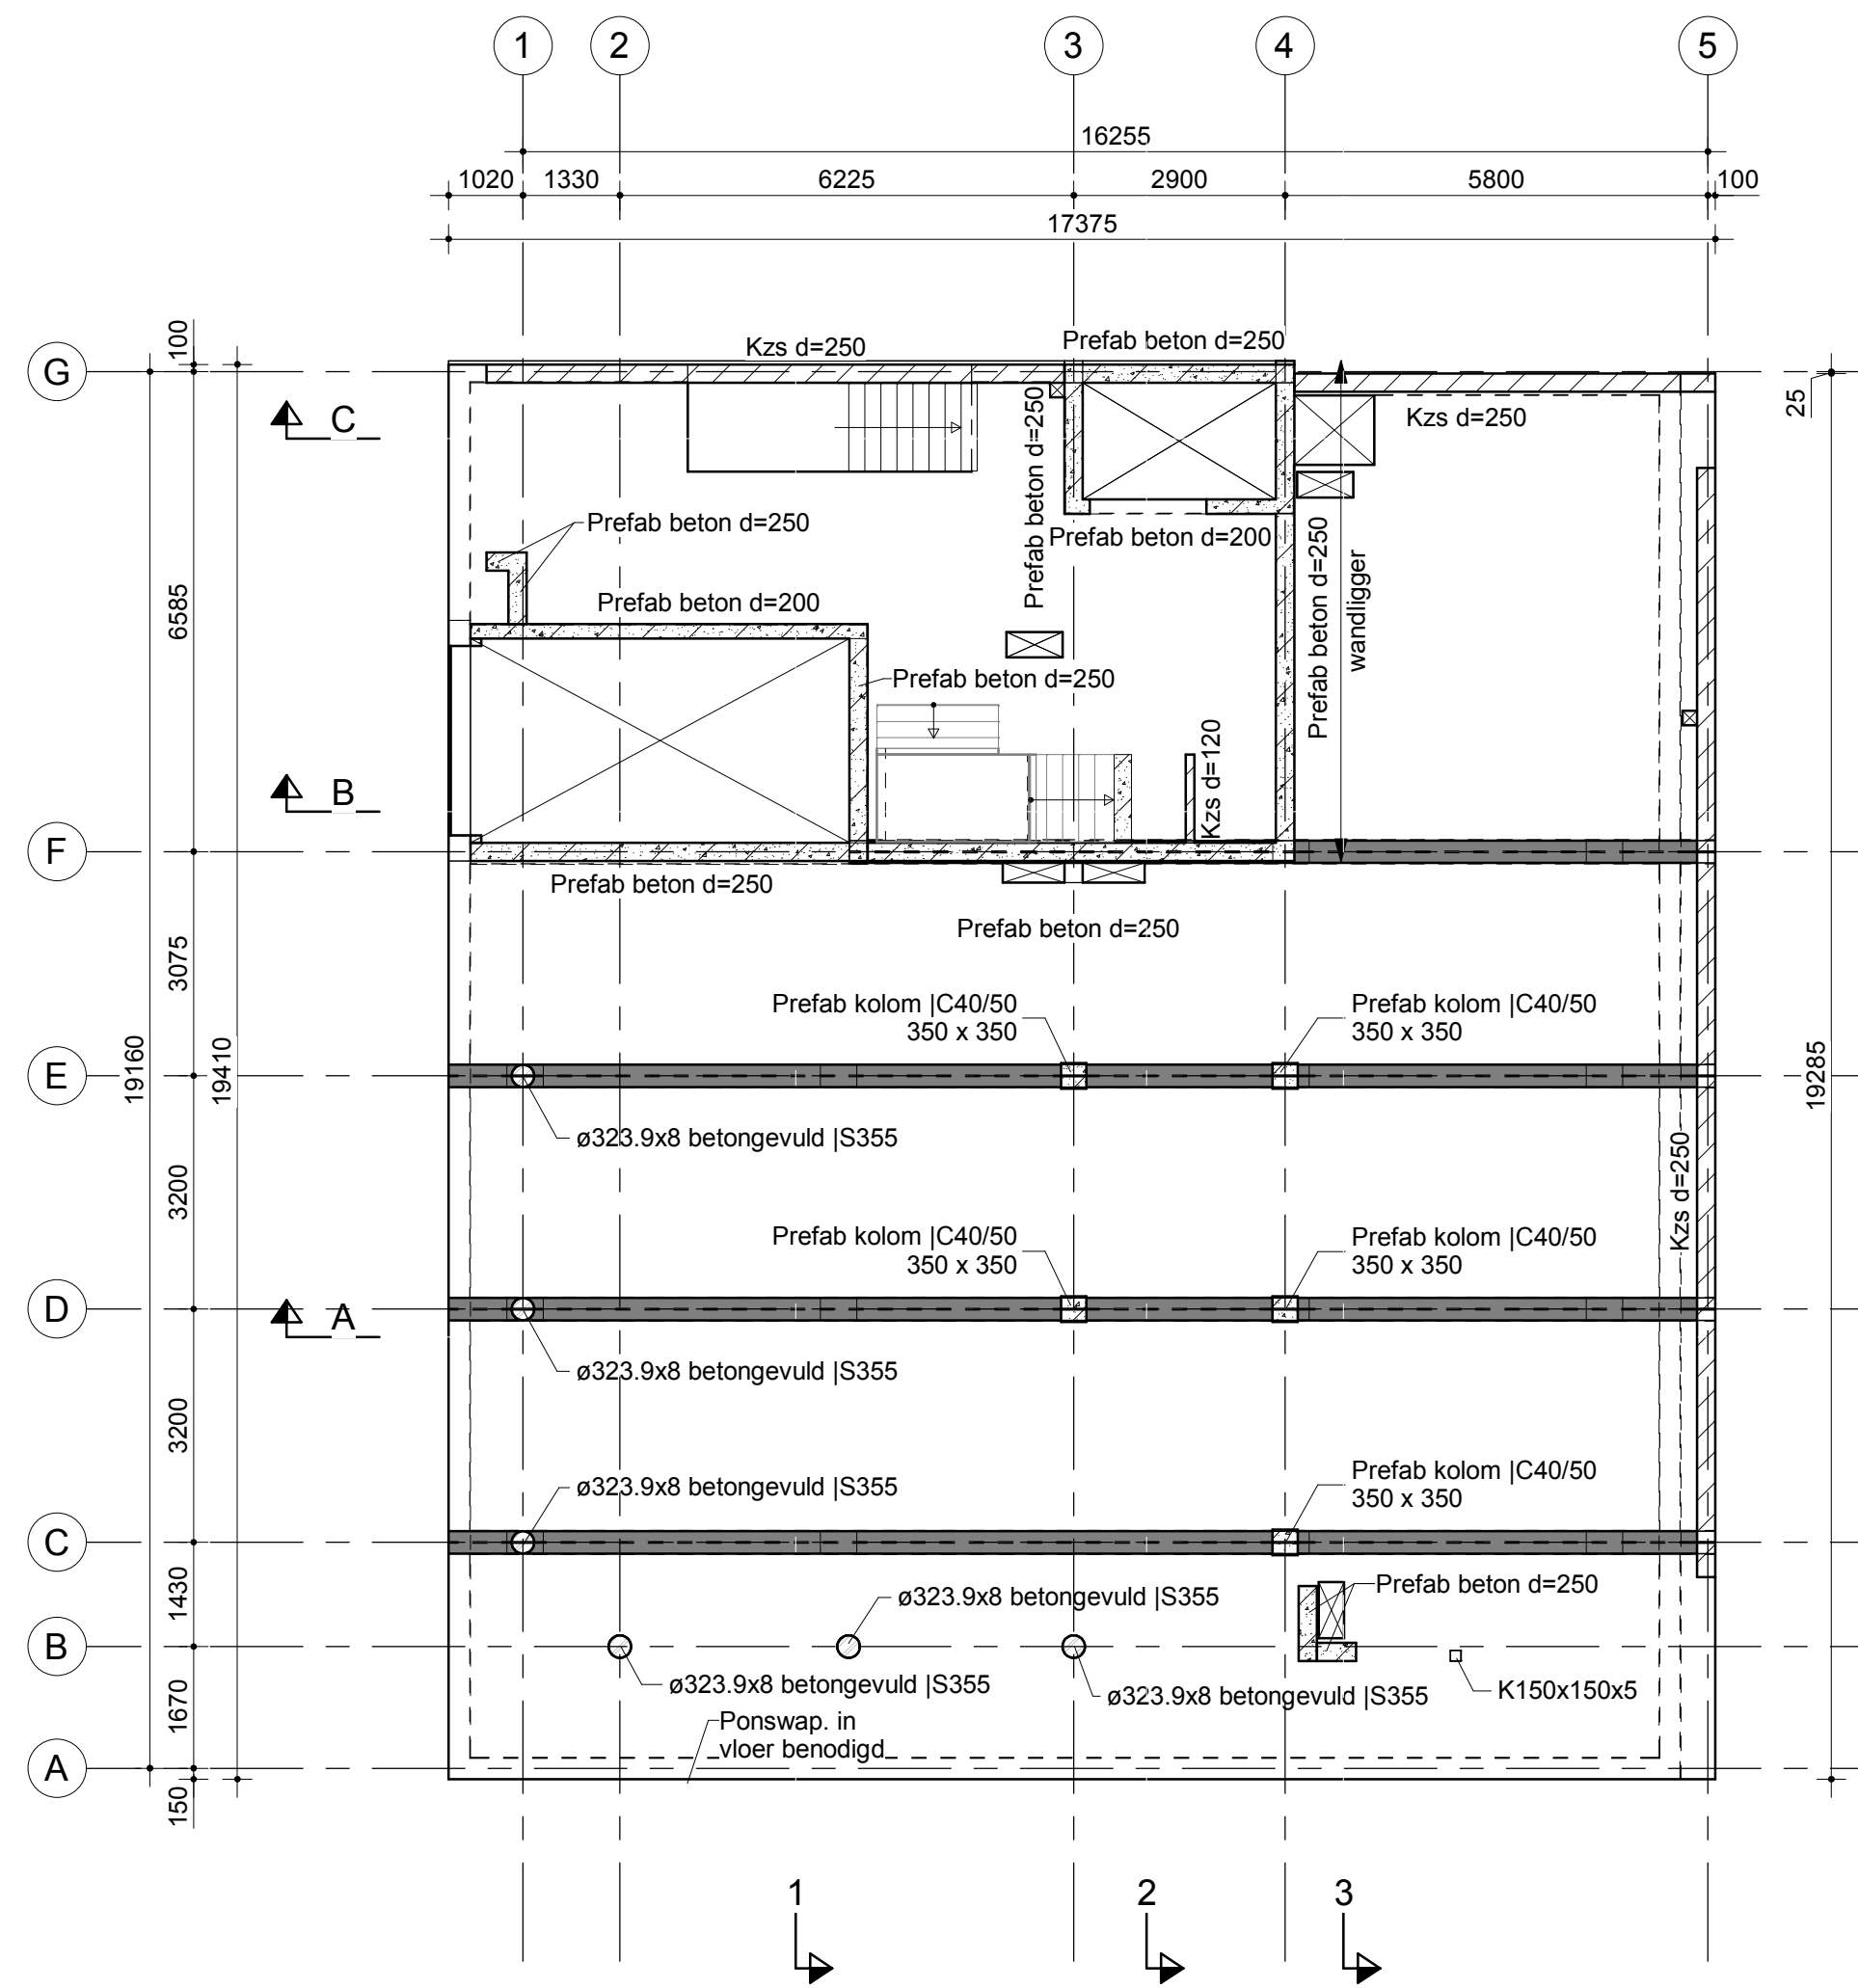 1
2
3
4
5
16255
1020
1330
6225
2900
5800
100
17375
100
G
Kzs d=250
Prefab beton d=250
C
Prefab beton d=250
Kzs d=250
25
Prefab beton d=250
Prefab beton d=200
6585
Prefab beton d=200
Prefab beton d=250
wandligger
Prefab beton d=250
Kzs d=120
B
F
Prefab beton d=250
Prefab beton d=250
3075
Prefab kolom |C40/50
350 x 350
Prefab kolom |C40/50
350 x 350
E
19160
19410
19285
ø323.9x8 betongevuld |S355
3200
Kzs d=250
Prefab kolom |C40/50
350 x 350
Prefab kolom |C40/50
350 x 350
D
A
ø323.9x8 betongevuld |S355
3200
ø323.9x8 betongevuld |S355
Prefab kolom |C40/50
350 x 350
C
1430
Prefab beton d=250
ø323.9x8 betongevuld |S355
B
ø323.9x8 betongevuld |S355
ø323.9x8 betongevuld |S355
K150x150x5
1670
Ponswap. in
vloer benodigd
A
150
1
2
3